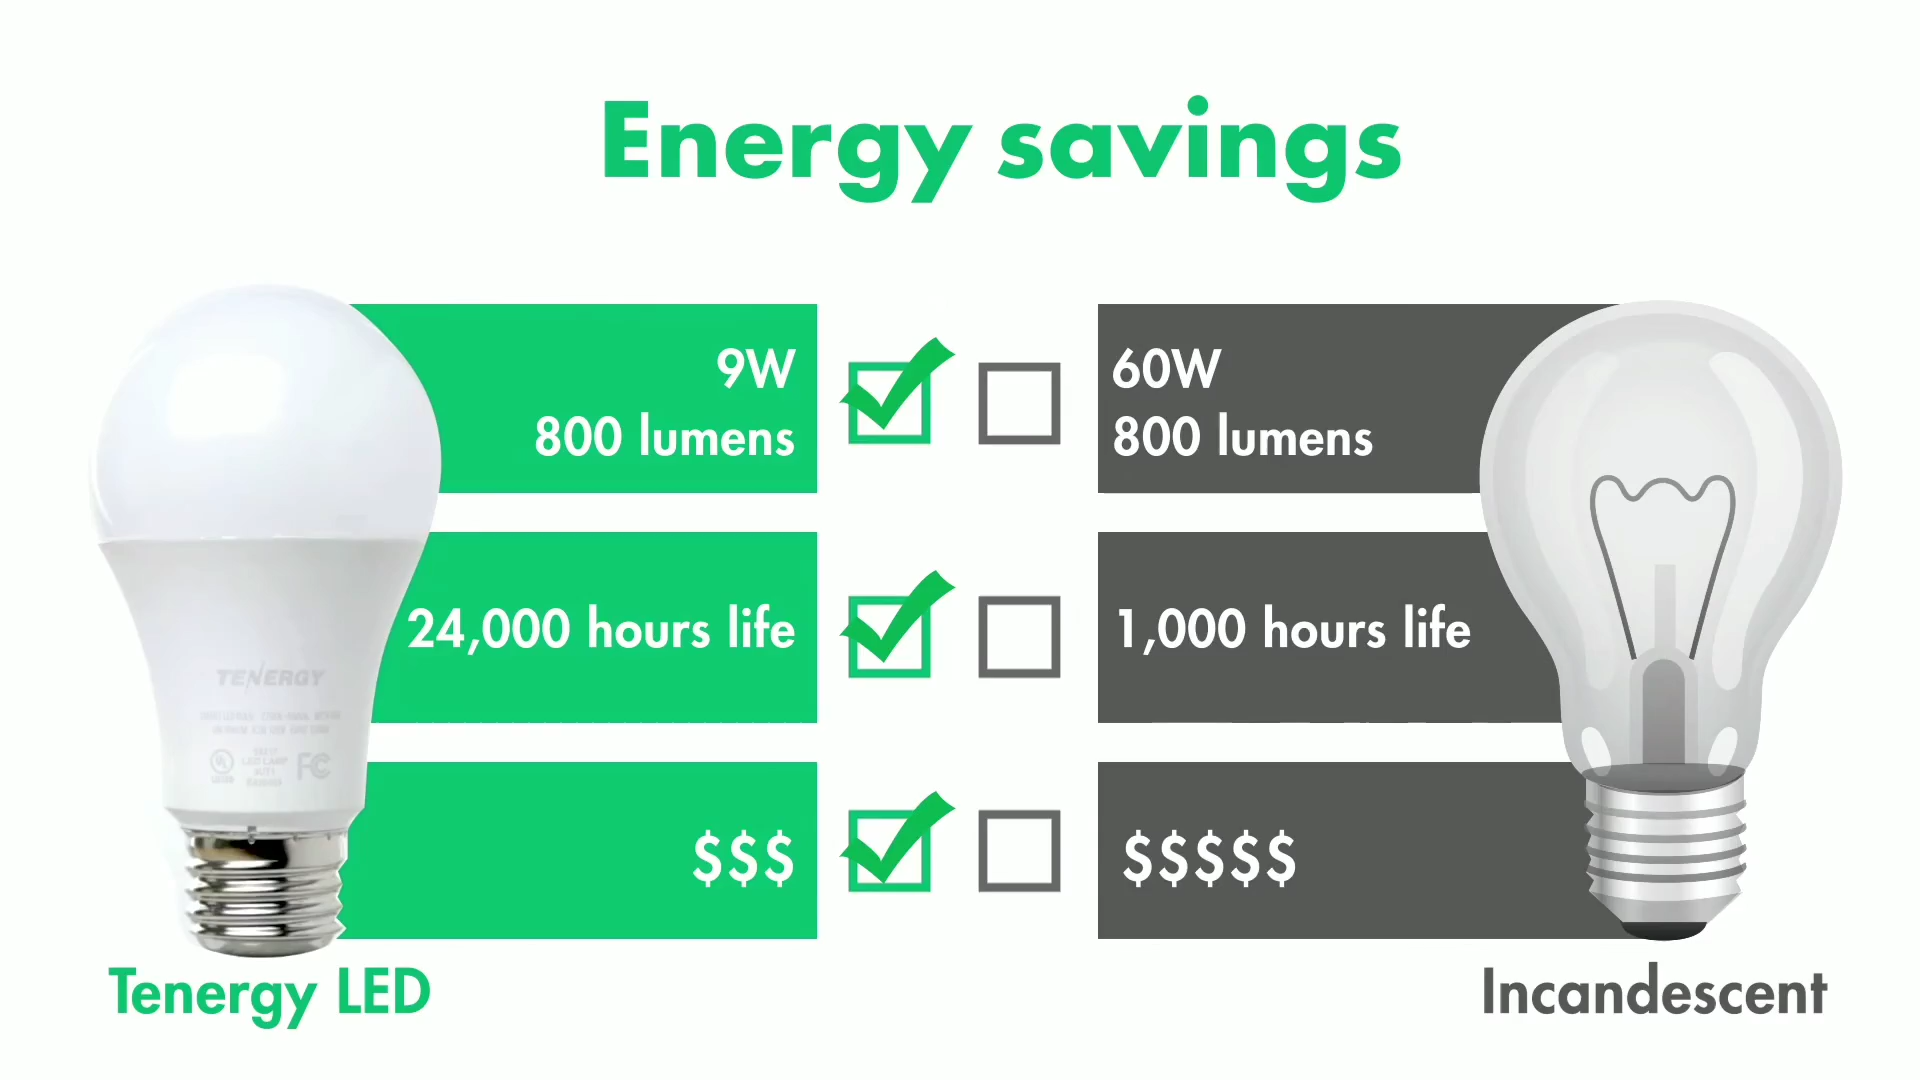 Energy savings
9W
800 lumens
60W
800 lumens
24,000 hours life
1,000 hours life
$$$
$$$$$
TENERGY
FC
Tenergy LED
Incandescent